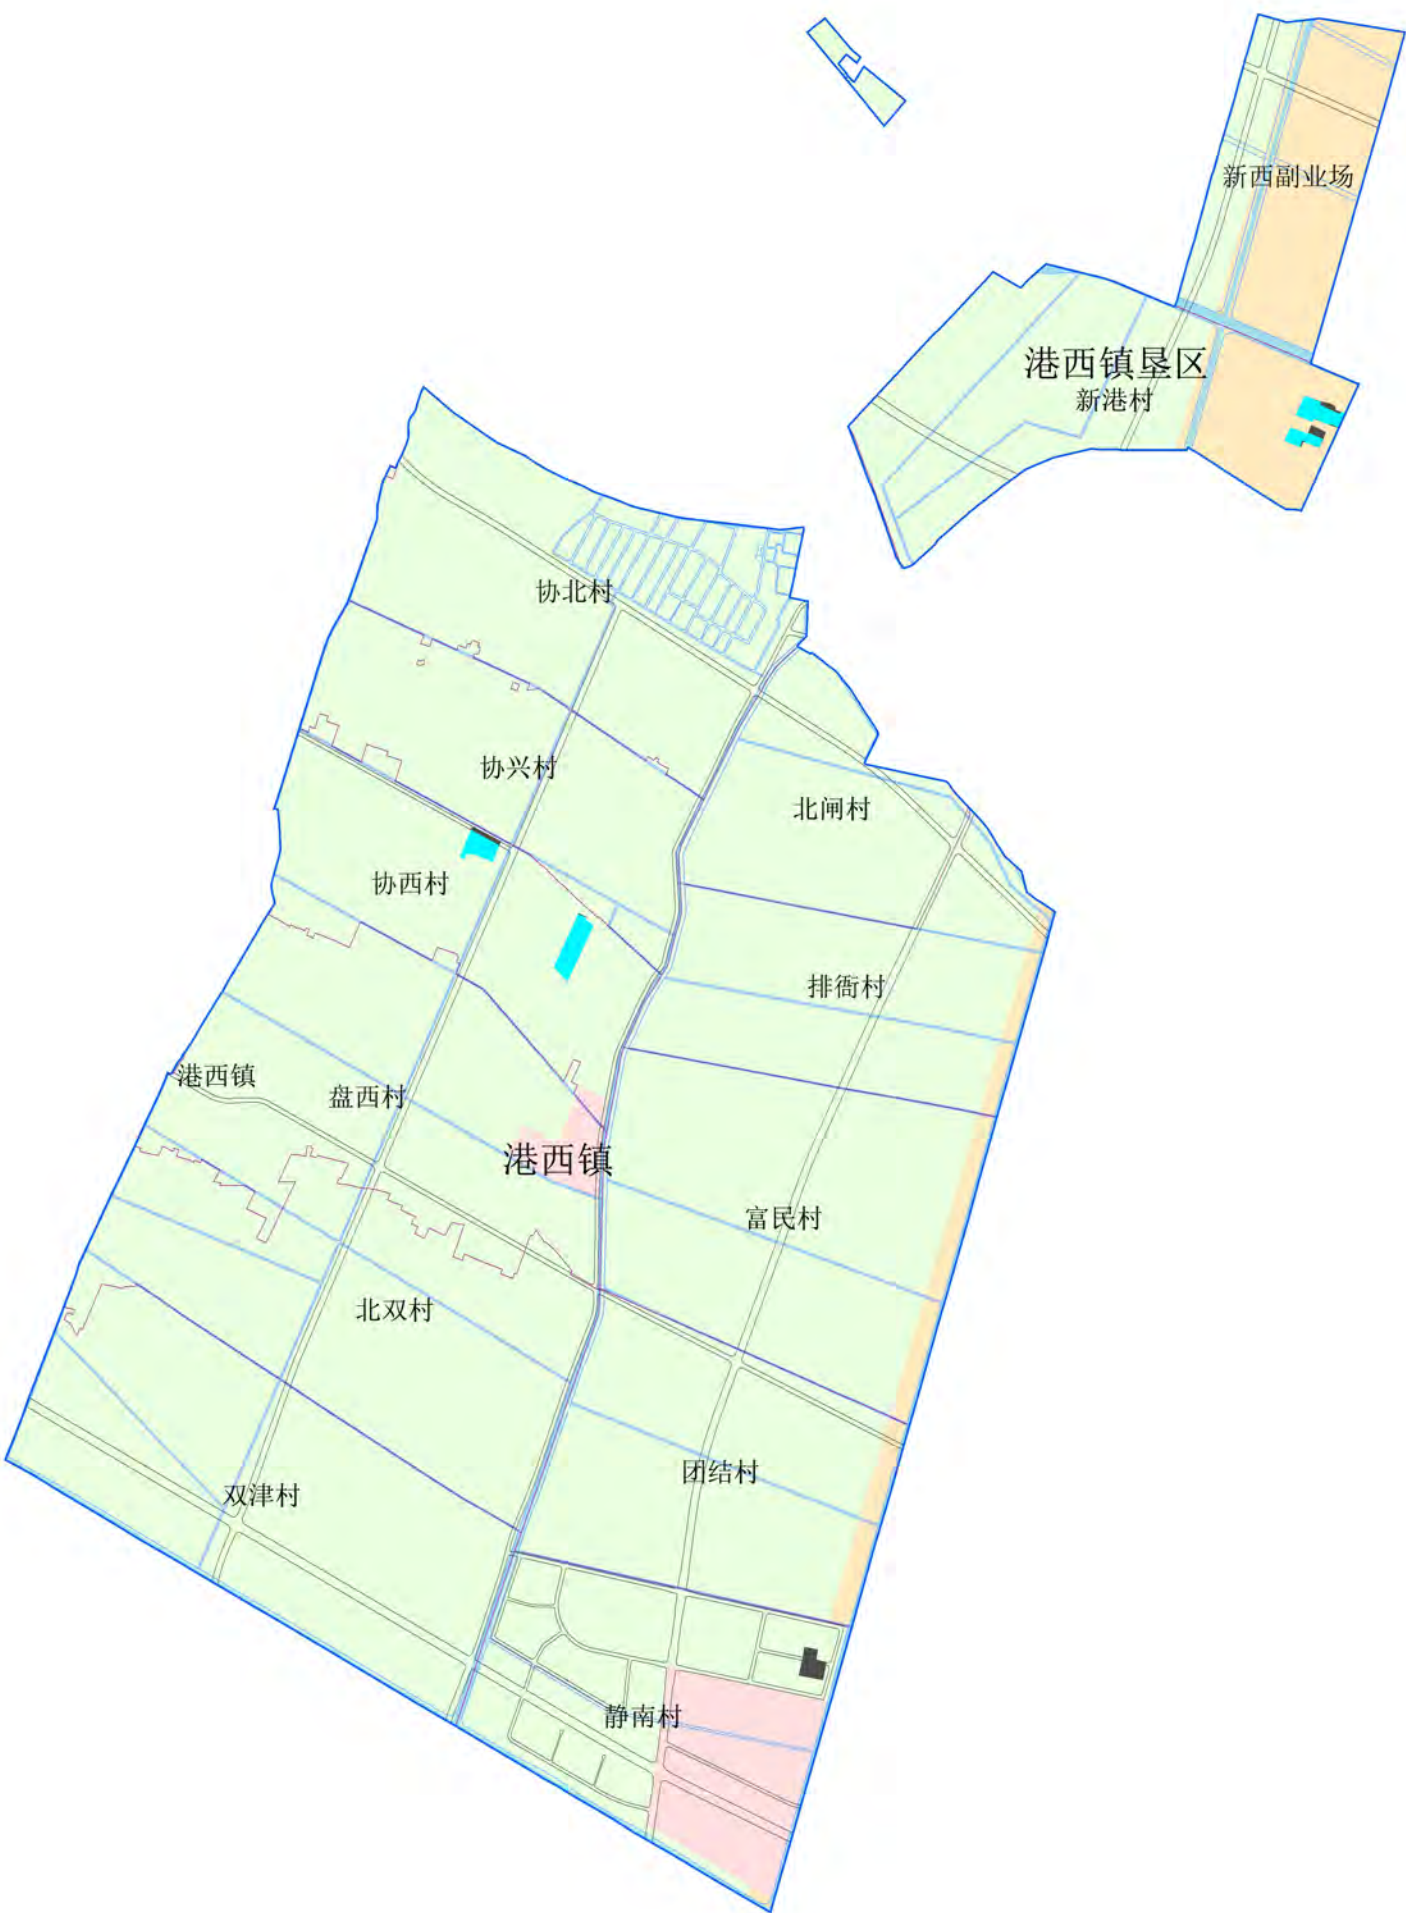 新西副业场
港西镇垦区
新港村
协北村
协兴村
北闸村
协西村
排衙村
港西镇
盘西村
港西镇
富民村
北双村
团结村
双津村
静南村